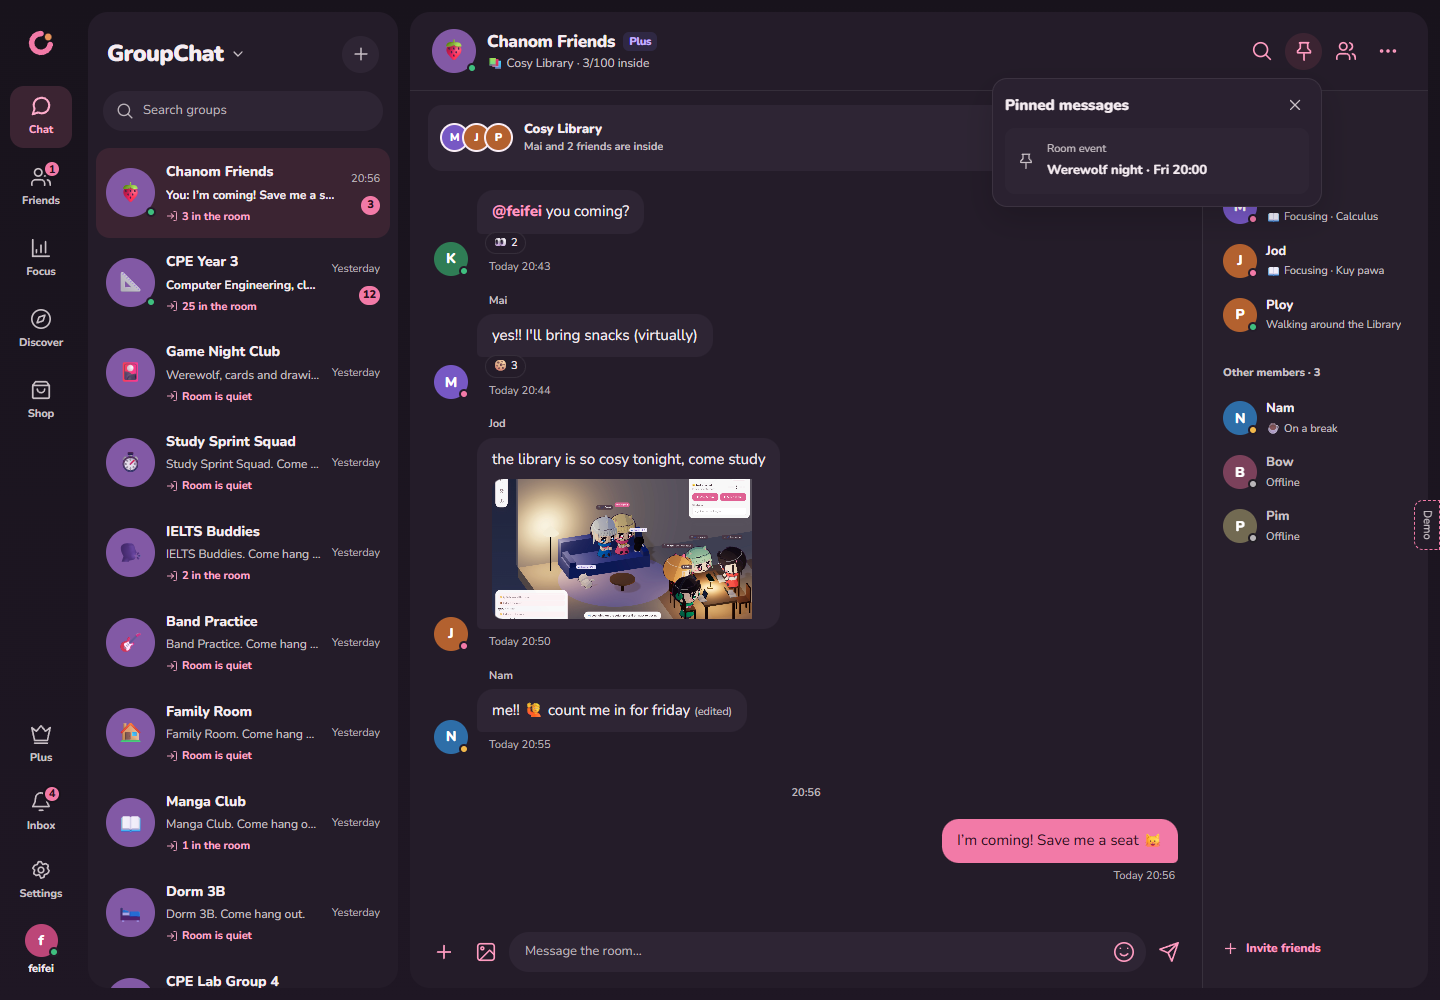 Chat
1
Friends
Focus
Discover
Shop
Plus
4
Inbox
Settings
f
feifei
GroupChat
Search groups
Chanom Friends
20:56
You: I'm coming! Save me a s...
3
3 in the room
CPE Year 3
Yesterday
Computer Engineering, cl...
12
25 in the room
Game Night Club
Werewolf, cards and drawi...
Yesterday
Room is quiet
Study Sprint Squad
Study Sprint Squad. Come ...
Yesterday
Room is quiet
IELTS Buddies
IELTS Buddies. Come hang ...
Yesterday
2 in the room
Band Practice
Band Practice. Come hang ...
Yesterday
Room is quiet
Family Room
Family Room. Come hang ...
Yesterday
Room is quiet
Manga Club
Manga Club. Come hang o...
Yesterday
1 in the room
Dorm 3B
Dorm 3B. Come hang out.
Yesterday
Room is quiet
CPE Lab Group 4
Chanom Friends Plus
Cosy Library · 3/100 inside
M J P
Cosy Library
Mai and 2 friends are inside
@feifei you coming?
2
K
Today 20:43
Mai
yes!! I'll bring snacks (virtually)
3
M
Today 20:44
Jod
the library is so cosy tonight, come study
J
Today 20:50
Nam
me!! count me in for friday (edited)
N
Today 20:55
20:56
I'm coming! Save me a seat
Today 20:56
Message the room...
Pinned messages
Room event
Werewolf night · Fri 20:00
M
Focusing · Calculus
J
Jod
Focusing · Kuy pawa
P
Ploy
Walking around the Library
Other members · 3
N
Nam
On a break
B
Bow
Offline
P
Pim
Offline
Invite friends
Demo